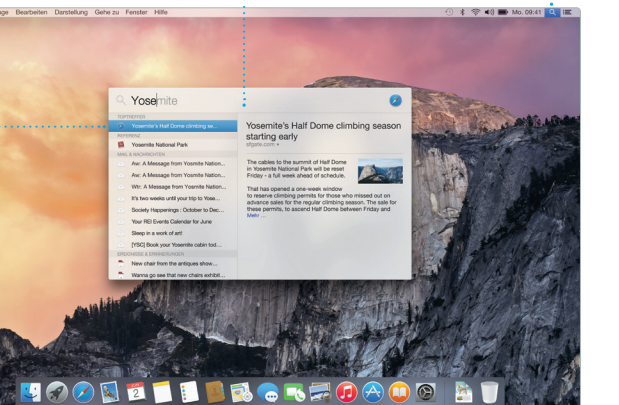 Bearbeiten Darstellung Gehe zu Fenster Hilfe
Mo. 09:41
Yosemite
TOPTREFFER
Yosemite's Half Dome climbing se...
REFERENZ
Yosemite National Park
MAIL & NACHRICHTEN
Aw: A Message from Yosmite Nation...
Aw: A Message from Yosmite Nation...
Wtr: A Message from Yosmite Nation...
It's two weeks until your trip to Yose...
Society Happenings : October to Dec...
Your REI Events Calendar for June
Sleep in a work of art!
[YSC] Book your Yosemite cabin tod...
EREIGNISSE & ERINNERUNGEN
New chair from the antiques show...
Wanna go see that new chairs exhibit...
Yosemite's Half Dome climbing season
starting early
sfgate.com
The cables to the summit of Half Dome
in Yosemite National Park will be reset
Friday – a full week ahead of schedule.
That has opened a one-week window
to reserve climbing permits for those who missed out on
advance sales for the regular climbing season. The sale for
these permits, to ascend Half Dome between Friday and
Mehr ...
JUN
2